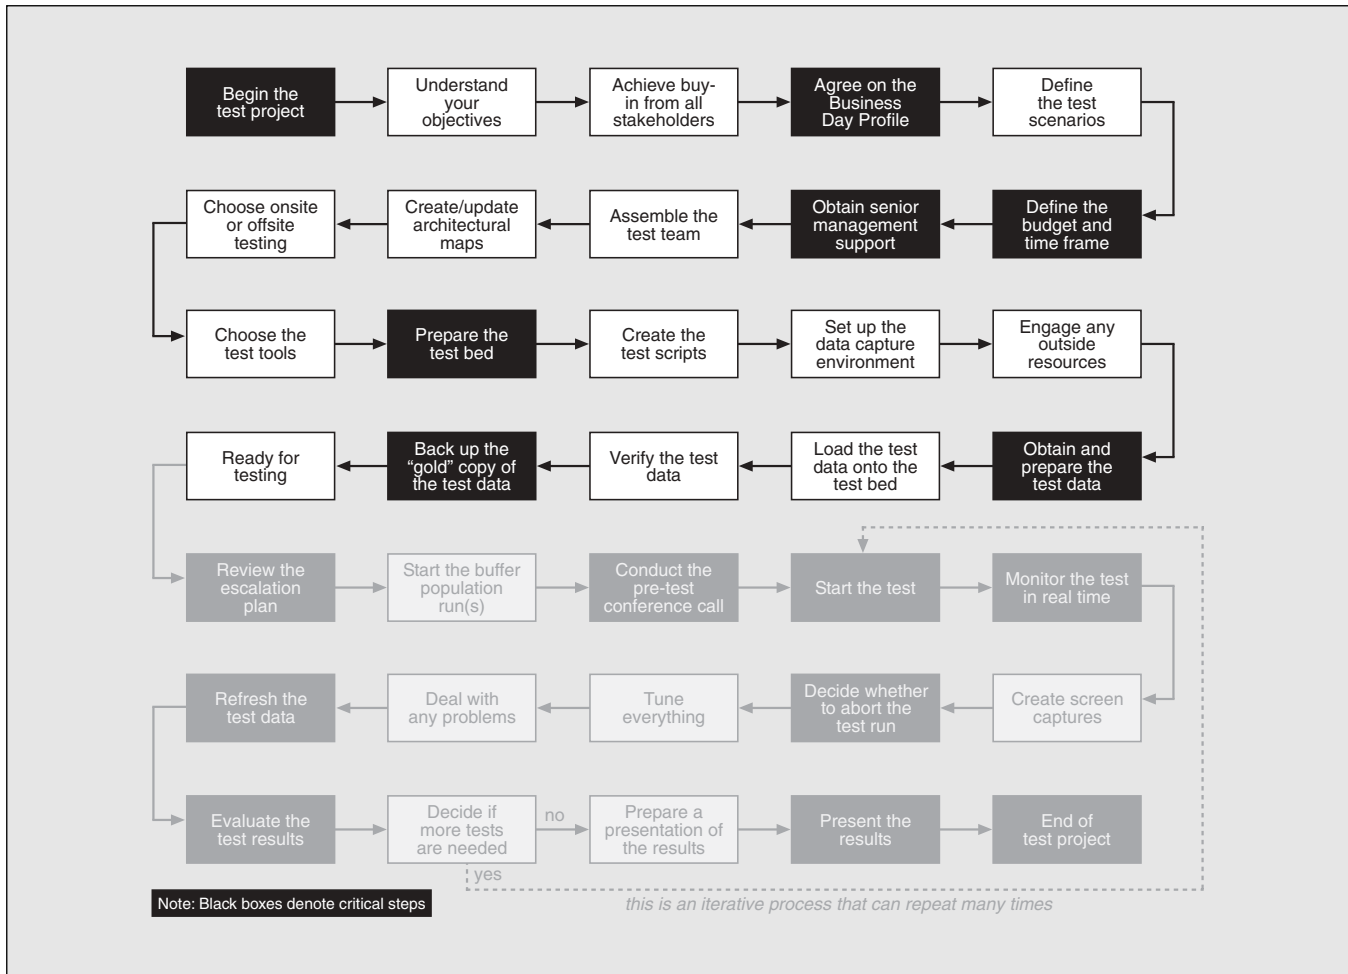 Begin the
test project
Understand
your
objectives
Achieve buy-
in from all
stakeholders
Agree on the
Business
Day Profile
Define
the test
scenarios
Choose onsite
or offsite
testing
Create/update
architectural
maps
Assemble the
test team
Obtain senior
management
support
Define the
budget and
time frame
Choose the
test tools
Prepare the
test bed
Create the
test scripts
Set up the
data capture
environment
Engage any
outside
resources
Ready for
testing
Back up the
“gold” copy of
the test data
Verify the test
data
Load the test
data onto the
test bed
Obtain and
prepare the
test data
Review the
escalation
plan
Start the buffer
population
run(s)
Conduct the
pre-test
conference call
Start the test
Monitor the test
in real time
Refresh the
test data
Deal with
any problems
Tune
everything
Decide whether
to abort the
test run
Create screen
captures
Evaluate the
test results
Decide if
more tests
are needed
no
Prepare a
presentation of
the results
Present the
results
End of
test project
yes
Note: Black boxes denote critical steps
this is an iterative process that can repeat many times